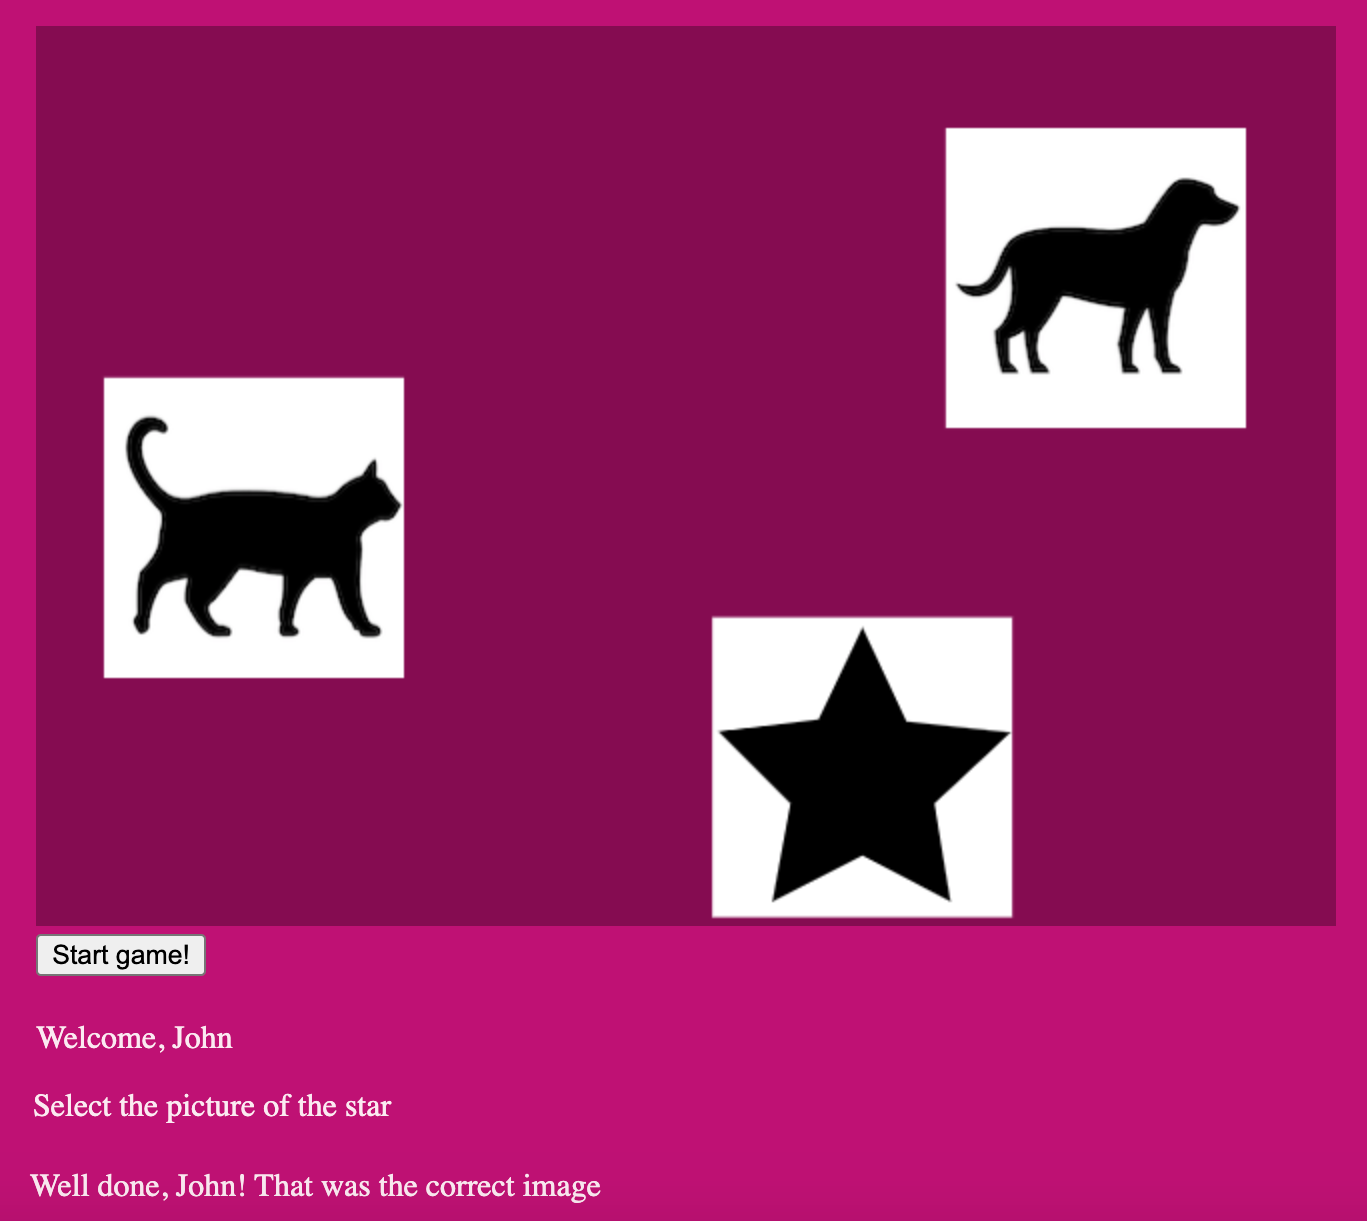 Start game!
Welcome, John
Select the picture of the star
Well done, John! That was the correct image